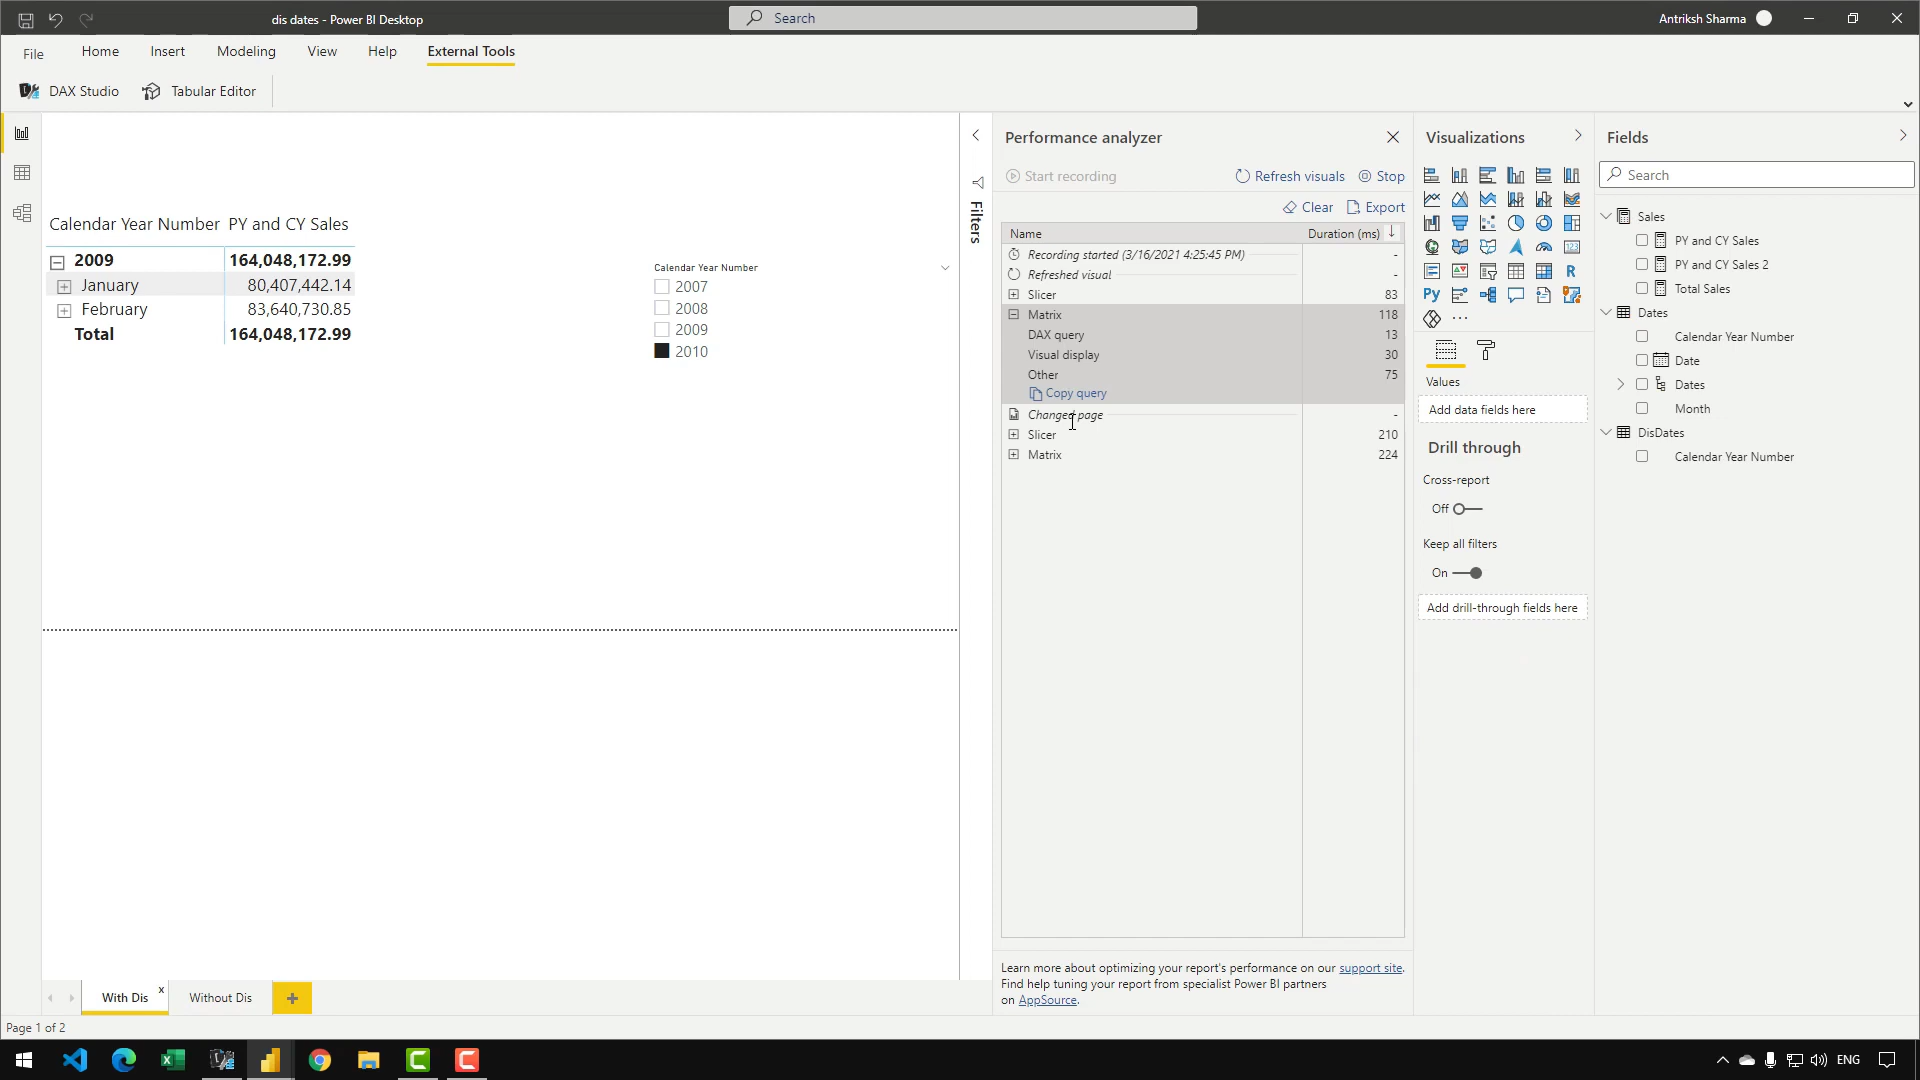 dis dates - Power BI Desktop
Search
Antriksh Sharma
File
Home
Insert
Modeling
View
Help
External Tools
DAX Studio
Tabular Editor
Calendar Year Number PY and CY Sales
2009 164,048,172.99
January 80,407,442.14
February 83,640,730.85
Total 164,048,172.99
Calendar Year Number
2007
2008
2009
2010
Filters
Performance analyzer
Start recording
Refresh visuals
Stop
Clear
Export
Name Duration (ms)
Recording started (3/16/2021 4:25:45 PM) -
Refreshed visual -
Slicer 83
Matrix 118
DAX query 13
Visual display 30
Other 75
Copy query
Changed page -
Slicer 210
Matrix 224
Learn more about optimizing your report's performance on our support site.
Find help tuning your report from specialist Power BI partners
on AppSource.
Visualizations
R
Py
123
Values
Add data fields here
Drill through
Cross-report
Off
Keep all filters
On
Add drill-through fields here
Fields
Search
Sales
PY and CY Sales
PY and CY Sales 2
Total Sales
Dates
Calendar Year Number
Date
Dates
Month
DisDates
Calendar Year Number
With Dis
x
Without Dis
+
Page 1 of 2
ENG